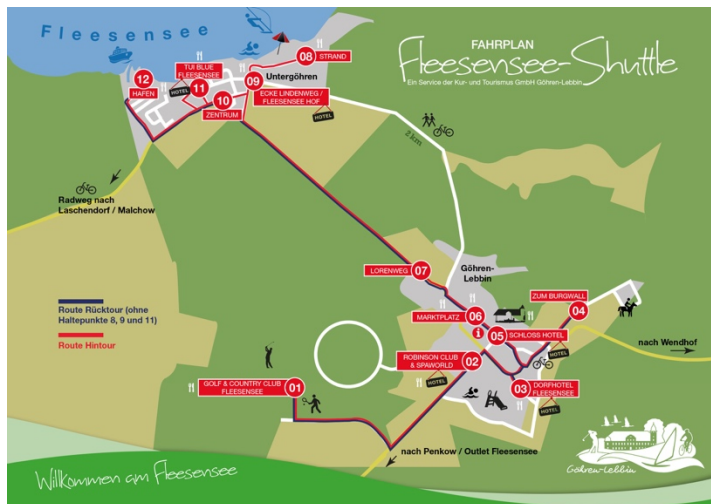 Fleesensee
FAHRPLAN
Fleesensee-Shuttle
Ein Service der Kur- und Tourismus GmbH Göhren-Lebbin
08
STRAND
TUI BLUE
FLEESENSEE
Untergöhren
12
HAFEN
HOTEL
11
09
ECKE LINDENWEG /
FLEESENSEE HOF
10
ZENTRUM
HOTEL
2 km
Radweg nach
Laschendorf / Malchow
LORENWEG
07
Göhren-
Lebbin
ZUM BURGWALL
04
MARKTPLATZ
06
i
05
SCHLOSS HOTEL
nach Wendhof
Route Rücktour (ohne
Haltepunkte 8, 9 und 11)
Route Hintour
ROBINSON CLUB
& SPAWORLD
02
HOTEL
HOTEL
GOLF & COUNTRY CLUB
FLEESENSEE
01
03
DORFHOTEL
FLEESENSEE
HOTEL
nach Penkow / Outlet Fleesensee
Willkommen am Fleesensee
Göhren-Lebbin